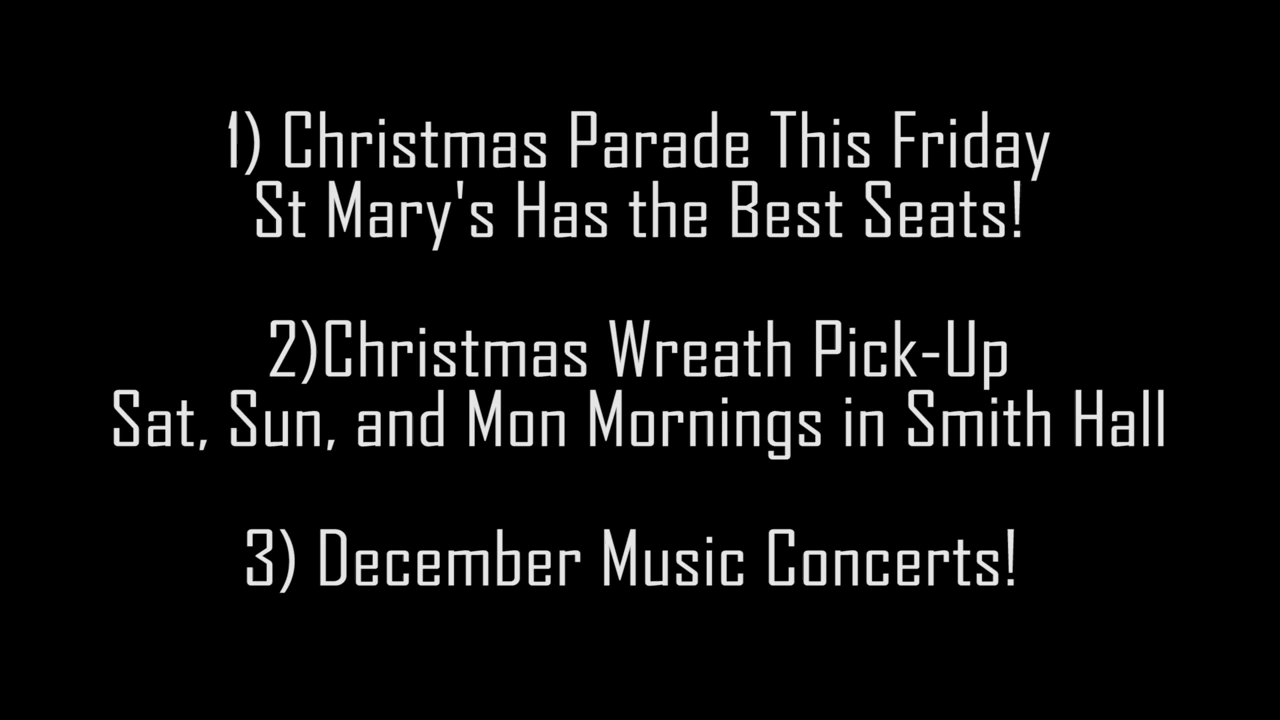 1) Christmas Parade This Friday
St Mary's Has the Best Seats!
2)Christmas Wreath Pick-Up
Sat, Sun, and Mon Mornings in Smith Hall
3) December Music Concerts!